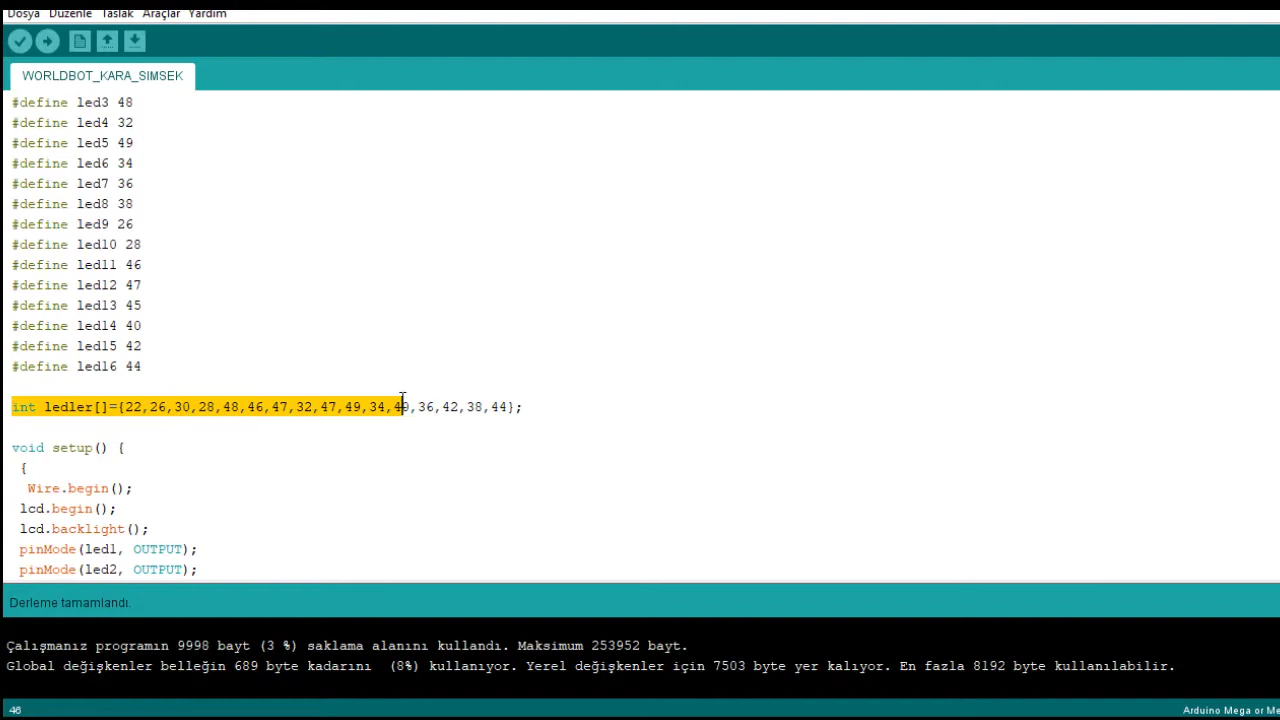 Dosya Düzenle Taslak Araçlar Yardım
WORLDBOT_KARA_SIMSEK
#define led3 48
#define led4 32
#define led5 49
#define led6 34
#define led7 36
#define led8 38
#define led9 26
#define led10 28
#define led11 46
#define led12 47
#define led13 45
#define led14 40
#define led15 42
#define led16 44
int ledler[]={22,26,30,28,48,46,47,32,47,49,34,40,36,42,38,44};
void setup() {
{
Wire.begin();
lcd.begin();
lcd.backlight();
pinMode(led1, OUTPUT);
pinMode(led2, OUTPUT);
Derleme tamamlandı.
Çalışmanız programın 9998 bayt (3 %) saklama alanını kullandı. Maksimum 253952 bayt.
Global değişkenler belleğin 689 byte kadarını (8%) kullanıyor. Yerel değişkenler için 7503 byte yer kalıyor. En fazla 8192 byte kullanılabilir.
46 Arduino Mega or Me